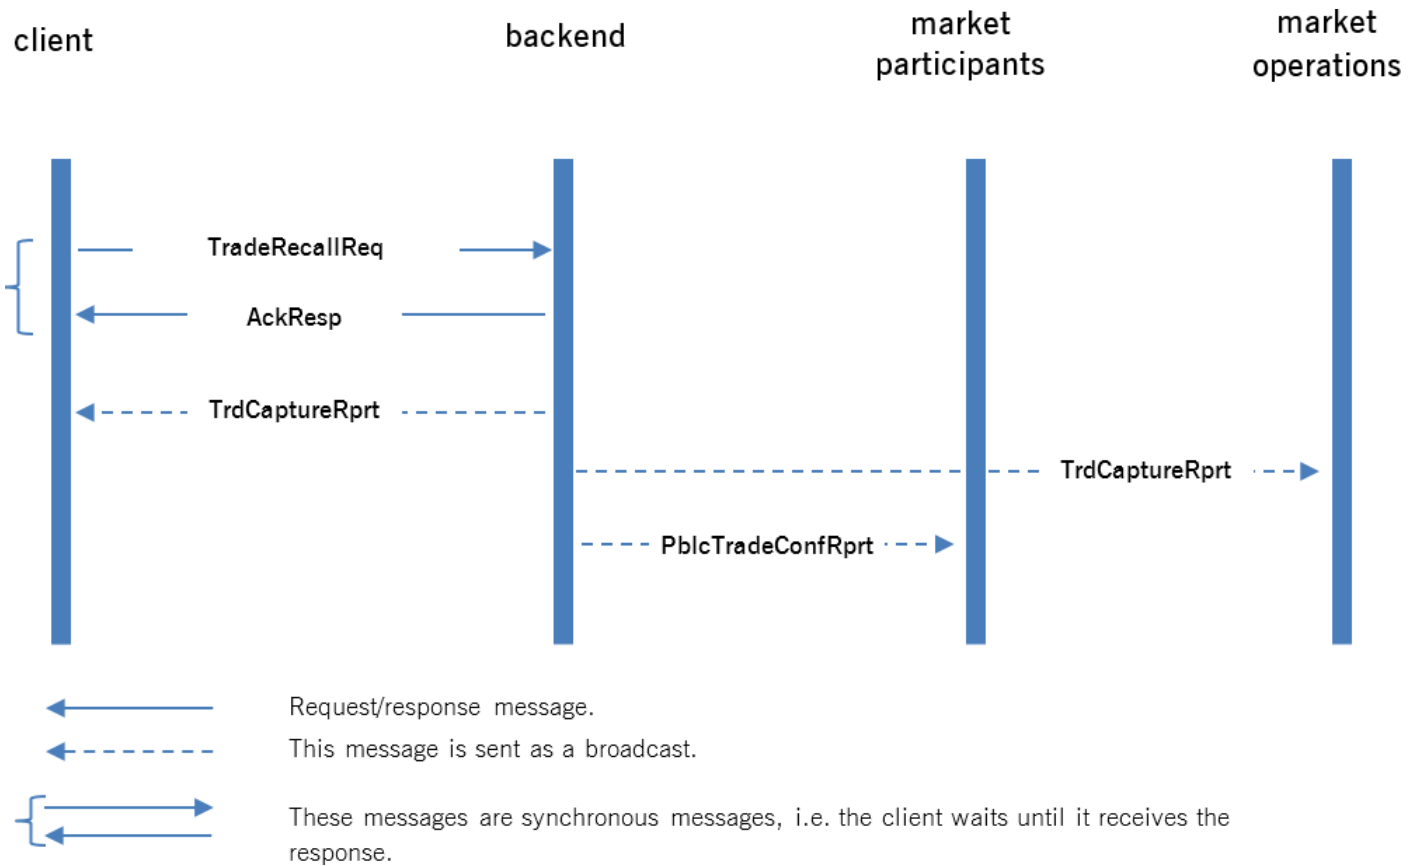 client
backend
market
participants
market
operations
TradeRecallReq
AckResp
TrdCaptureRprt
TrdCaptureRprt
PblcTradeConfRprt
Request/response message.
This message is sent as a broadcast.
These messages are synchronous messages, i.e. the client waits until it receives the
response.